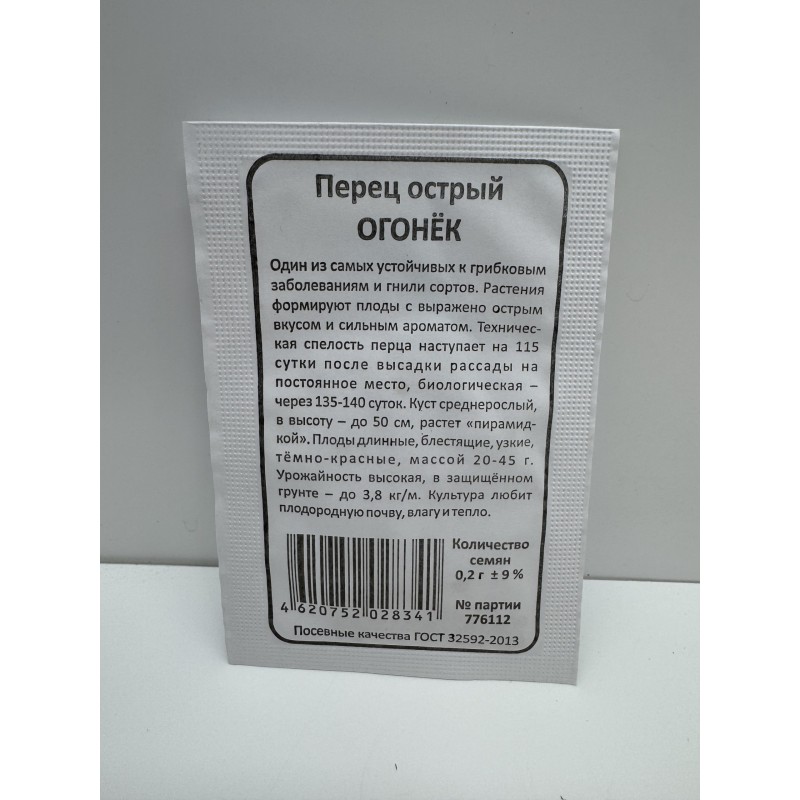 Перец острый
ОГОНЁК
Один из самых устойчивых к грибковым
заболеваниям и гнили сортов. Растения
формируют плоды с выражено острым
вкусом и сильным ароматом. Техничес-
кая спелость перца наступает на 115
сутки после высадки рассады на
постоянное место, биологическая –
через 135-140 суток. Куст среднерослый,
в высоту – до 50 см, растет «пирамид-
кой». Плоды длинные, блестящие, узкие,
тёмно-красные, массой 20-45 г.
Урожайность высокая, в защищённом
грунте – до 3,8 кг/м. Культура любит
плодородную почву, влагу и тепло.
Количество
семян
0,2 г ± 9 %
№ партии
776112
4 620752 028341
Посевные качества ГОСТ 32592-2013